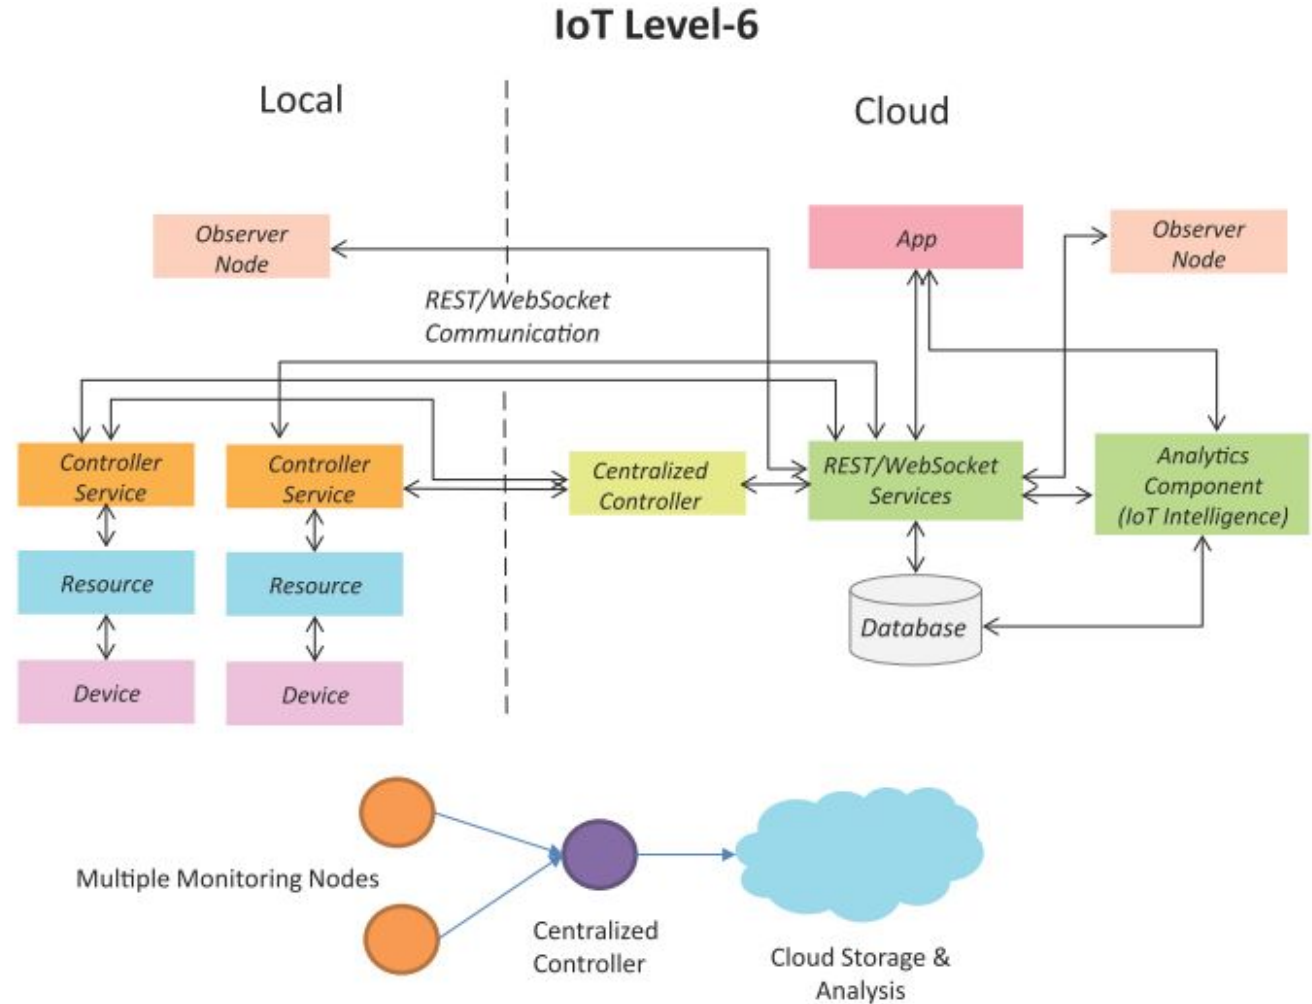 IoT Level-6
Local
Cloud
Observer
Node
App
Observer
Node
REST/WebSocket
Communication
Controller
Service
Controller
Service
Centralized
Controller
REST/WebSocket
Services
Analytics
Component
(IoT Intelligence)
Resource
Resource
Database
Device
Device
Multiple Monitoring Nodes
Centralized
Controller
Cloud Storage &
Analysis